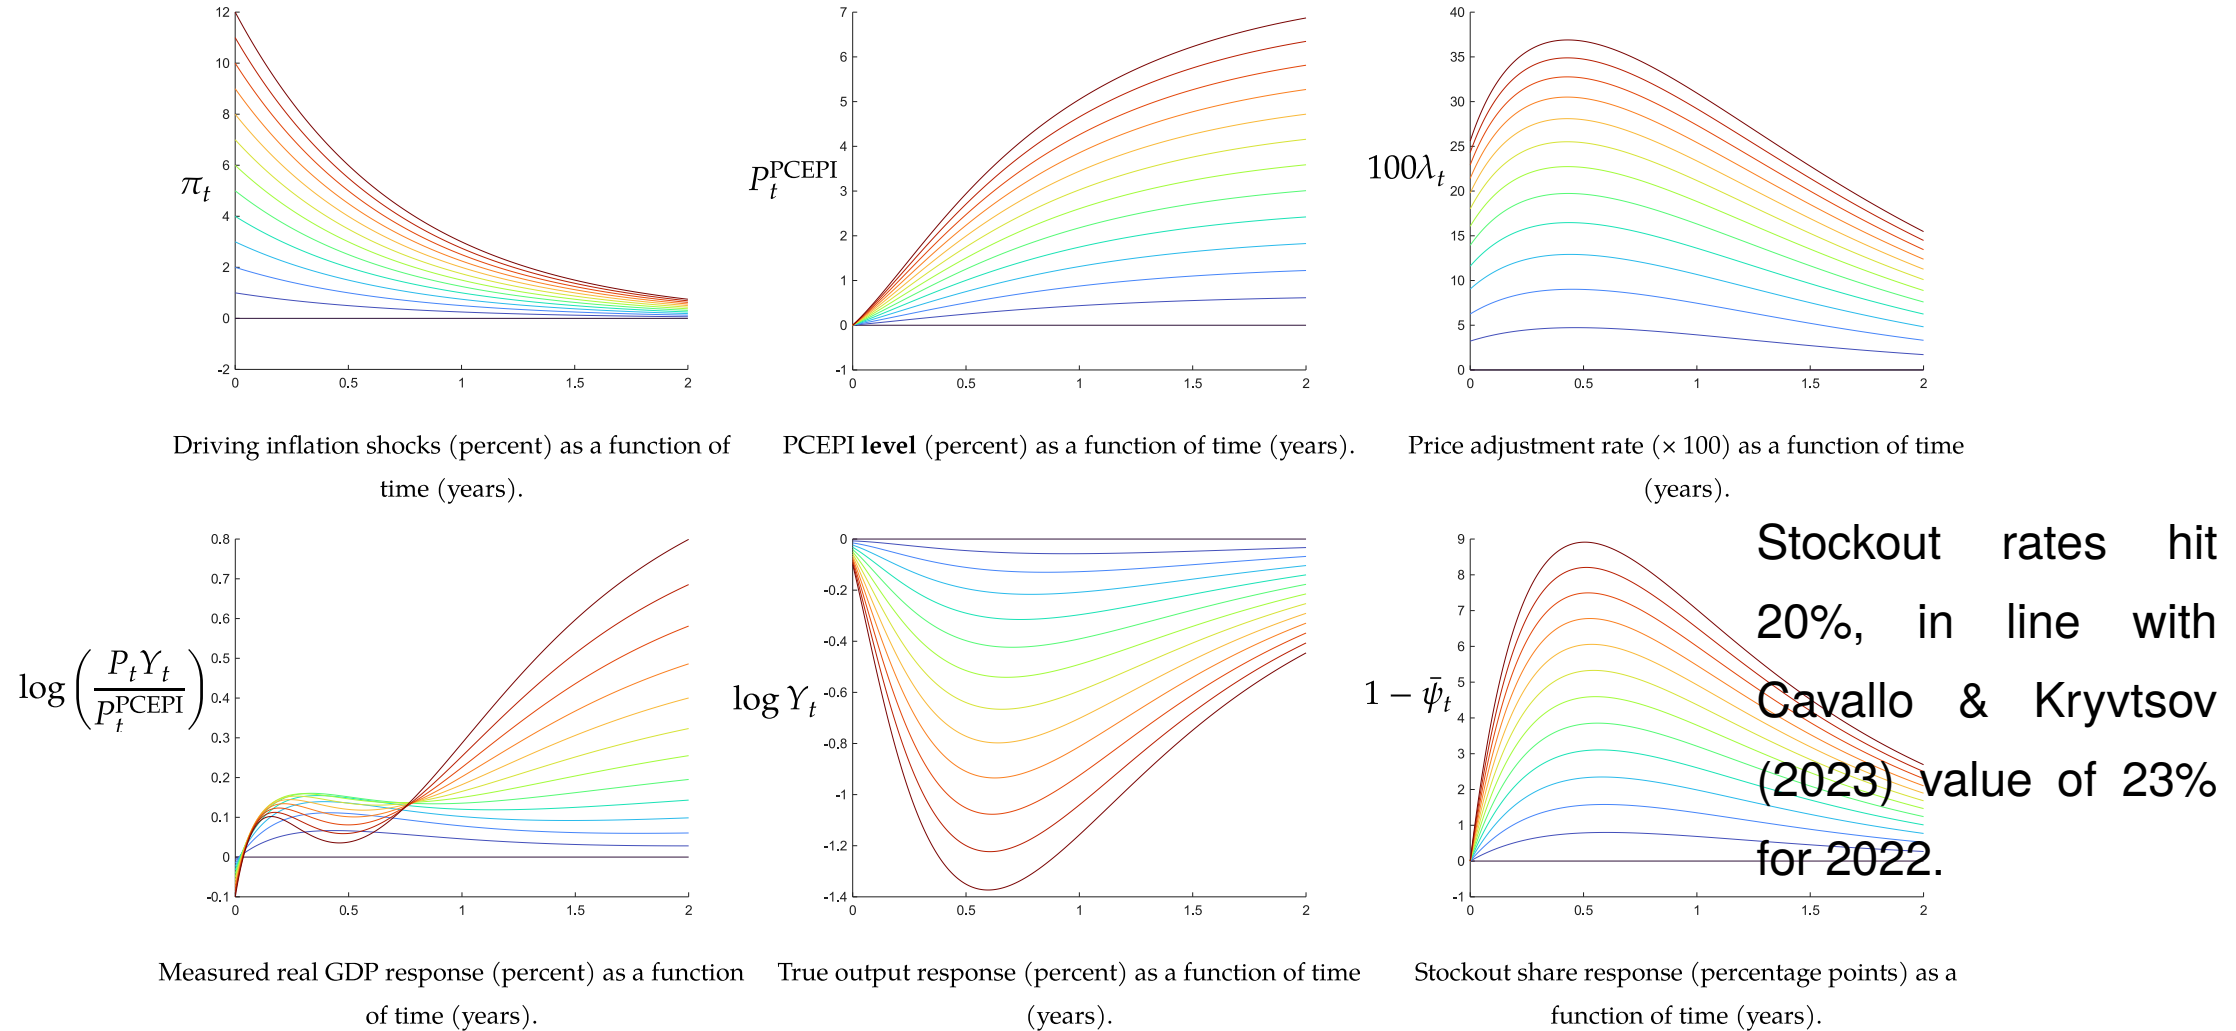 12
10
8
6
4
2
0
-2
π_t
0 0.5 1 1.5 2
Driving inflation shocks (percent) as a function of
time (years).
7
6
5
4
3
2
1
0
-1
P_t^PCEPI
0 0.5 1 1.5 2
PCEPI level (percent) as a function of time (years).
40
35
30
25
20
15
10
5
0
100λ_t
0 0.5 1 1.5 2
Price adjustment rate (× 100) as a function of time
(years).
0.8
0.7
0.6
0.5
0.4
0.3
0.2
0.1
0
-0.1
log(P_tY_t/P_t^PCEPI)
0 0.5 1 1.5 2
Measured real GDP response (percent) as a function
of time (years).
0
-0.2
-0.4
-0.6
-0.8
-1
-1.2
-1.4
log Y_t
0 0.5 1 1.5 2
True output response (percent) as a function of time
(years).
9
8
7
6
5
4
3
2
1
0
-1
1 − ψ̄_t
0 0.5 1 1.5 2
Stockout share response (percentage points) as a
function of time (years).
Stockout rates hit
20%, in line with
Cavallo & Kryvtsov
(2023) value of 23%
for 2022.